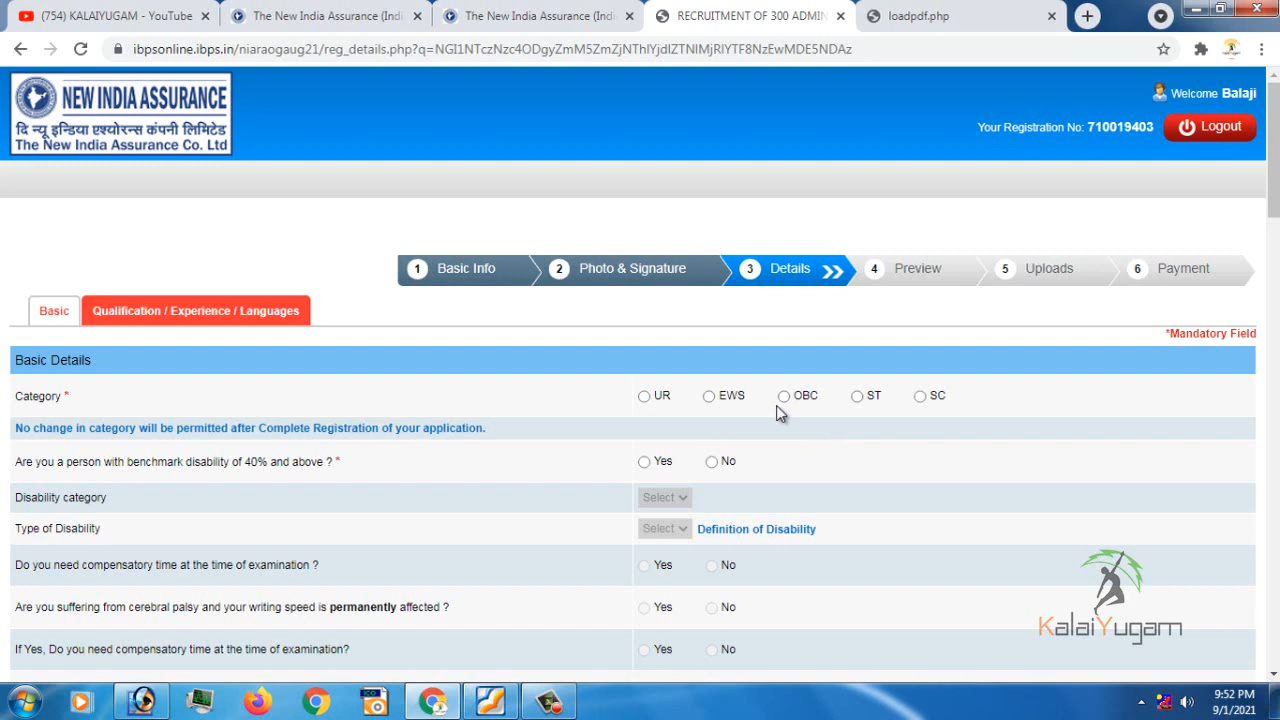 (754) KALAIYUGAM - YouTube
The New India Assurance (Indi
The New India Assurance (Indi
RECRUITMENT OF 300 ADMIN
loadpdf.php
ibpsonline.ibps.in/niaraogaug21/reg_details.php?q=NGI1NTczNzc4ODgyZmM5ZmZjNThlYjdlZTNlMjRlYTF8NzEwMDE5NDAz
NEW INDIA ASSURANCE
दि न्यू इन्डिया एश्योरन्स कंपनी लिमिटेड
The New India Assurance Co. Ltd
Welcome Balaji
Your Registration No: 710019403
Logout
1 Basic Info
2 Photo & Signature
3 Details
4 Preview
5 Uploads
6 Payment
Basic
Qualification / Experience / Languages
*Mandatory Field
Basic Details
Category * UR EWS OBC ST SC
No change in category will be permitted after Complete Registration of your application.
Are you a person with benchmark disability of 40% and above ? * Yes No
Disability category Select
Type of Disability Select Definition of Disability
Do you need compensatory time at the time of examination ? Yes No
Are you suffering from cerebral palsy and your writing speed is permanently affected ? Yes No
If Yes, Do you need compensatory time at the time of examination? Yes No
KalaiYugam
9:52 PM
9/1/2021